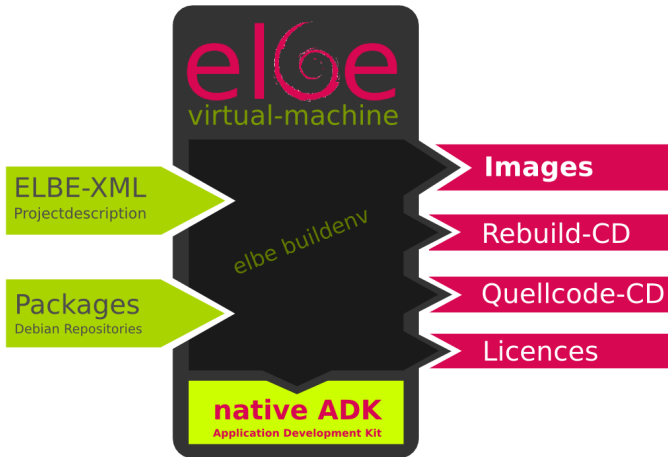 elbe
virtual-machine
ELBE-XML
Projectdescription
Packages
Debian Repositories
elbe buildenv
Images
Rebuild-CD
Quellcode-CD
Licences
native ADK
Application Development Kit